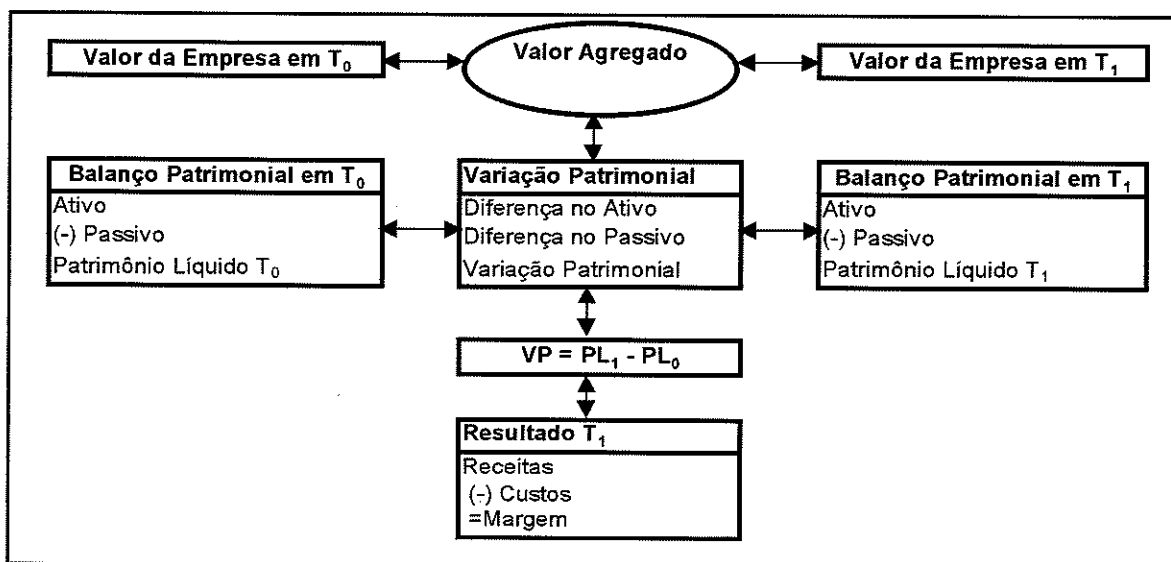 Valor da Empresa em T0
Valor Agregado
Valor da Empresa em T1
Balanço Patrimonial em T0
Ativo
(-) Passivo
Patrimônio Líquido T0
Variação Patrimonial
Diferença no Ativo
Diferença no Passivo
Variação Patrimonial
Balanço Patrimonial em T1
Ativo
(-) Passivo
Patrimônio Líquido T1
VP = PL1 - PL0
Resultado T1
Receitas
(-) Custos
=Margem